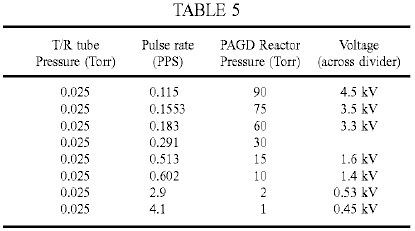 TABLE 5
T/R tube Pulse rate PAGD Reactor Voltage
Pressure (Torr) (PPS) Pressure (Torr) (across divider)
0.025 0.115 90 4.5 kV
0.025 0.1553 75 3.5 kV
0.025 0.183 60 3.3 kV
0.025 0.291 30
0.025 0.513 15 1.6 kV
0.025 0.602 10 1.4 kV
0.025 2.9 2 0.53 kV
0.025 4.1 1 0.45 kV